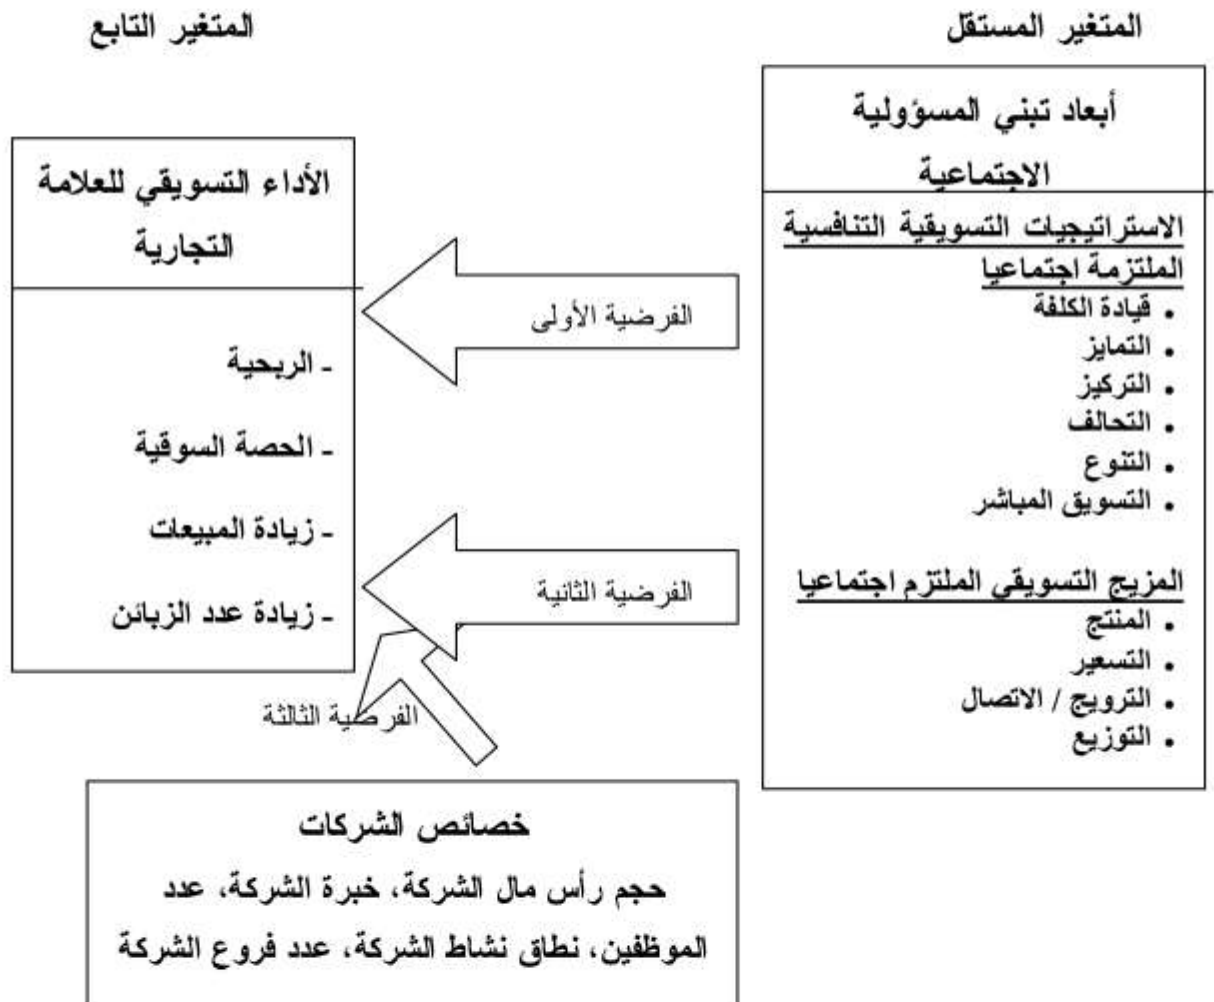 المتغير المستقل
المتغير التابع
أبعاد تبني المسؤولية
الاجتماعية
الاستراتيجيات التسويقية التنافسية
الملتزمة اجتماعيا
• قيادة الكلفة
• التمايز
• التركيز
• التحالف
• التنوع
• التسويق المباشر
المزيج التسويقي الملتزم اجتماعيا
• المنتج
• التسعير
• الترويج / الاتصال
• التوزيع
الفرضية الأولى
الفرضية الثانية
الأداء التسويقي للعلامة
التجارية
- الربحية
- الحصة السوقية
- زيادة المبيعات
- زيادة عدد الزبائن
الفرضية الثالثة
خصائص الشركات
حجم رأس مال الشركة، خبرة الشركة، عدد
الموظفين، نطاق نشاط الشركة، عدد فروع الشركة